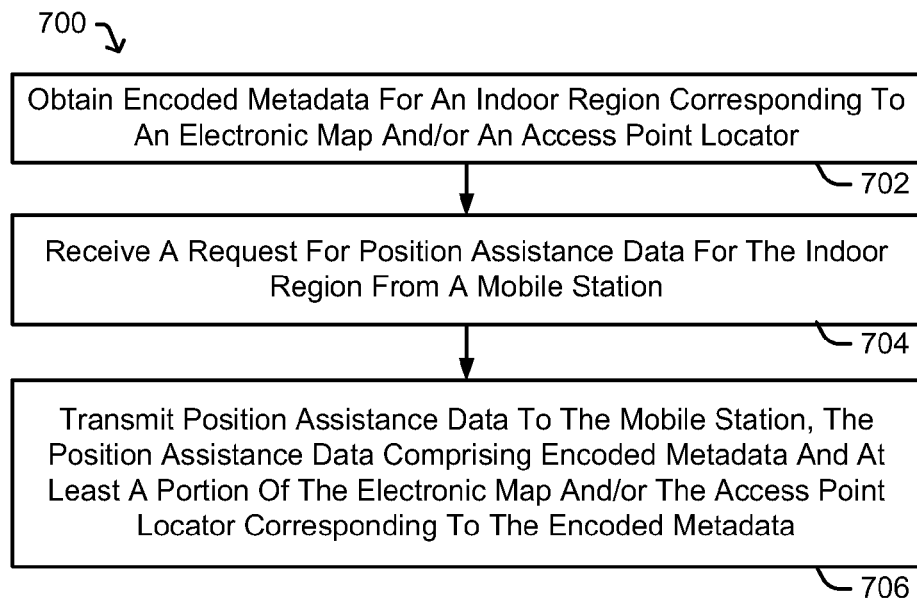 700
Obtain Encoded Metadata For An Indoor Region Corresponding To
An Electronic Map And/or An Access Point Locator
702
Receive A Request For Position Assistance Data For The Indoor
Region From A Mobile Station
704
Transmit Position Assistance Data To The Mobile Station, The
Position Assistance Data Comprising Encoded Metadata And At
Least A Portion Of The Electronic Map And/or The Access Point
Locator Corresponding To The Encoded Metadata
706